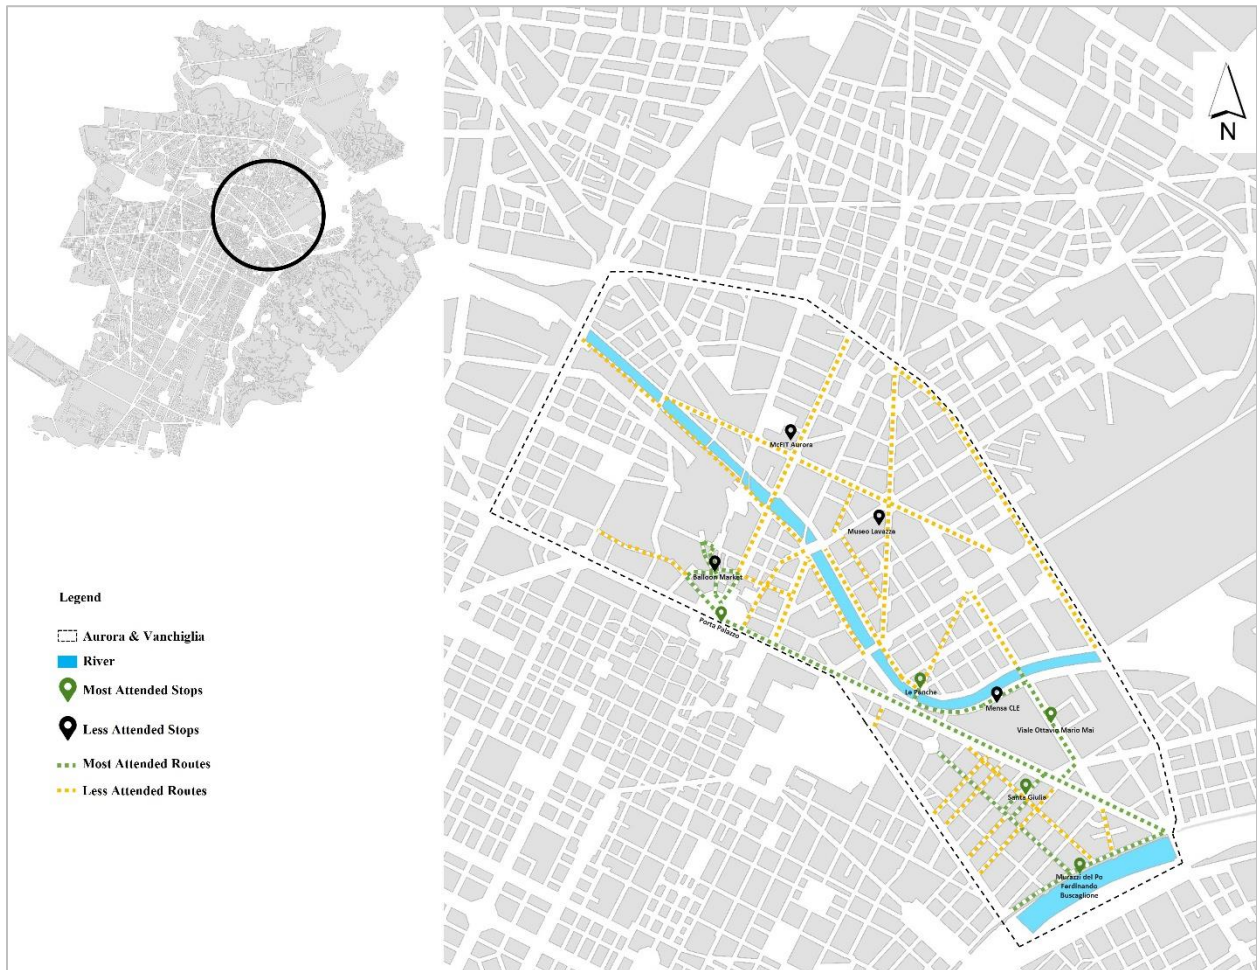 N
McFIT Aurora
Museo Lavazza
Balloon Market
Porta Palazzo
Le Panche
Mensa CLE
Viale Ottavio Mario Mai
Santa Giulia
Murazzi del Po
Ferdinando
Buscaglione
Legend
Aurora & Vanchiglia
River
Most Attended Stops
Less Attended Stops
Most Attended Routes
Less Attended Routes